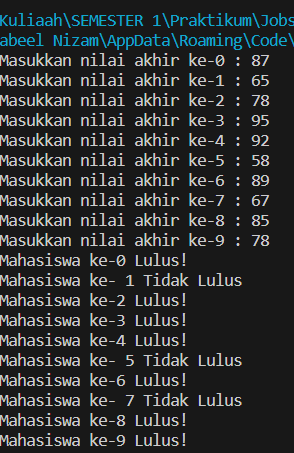 Kuliaah\SEMESTER 1\Praktikum\Jobs
abeel Nizam\AppData\Roaming\Code\
Masukkan nilai akhir ke-0 : 87
Masukkan nilai akhir ke-1 : 65
Masukkan nilai akhir ke-2 : 78
Masukkan nilai akhir ke-3 : 95
Masukkan nilai akhir ke-4 : 92
Masukkan nilai akhir ke-5 : 58
Masukkan nilai akhir ke-6 : 89
Masukkan nilai akhir ke-7 : 67
Masukkan nilai akhir ke-8 : 85
Masukkan nilai akhir ke-9 : 78
Mahasiswa ke-0 Lulus!
Mahasiswa ke- 1 Tidak Lulus
Mahasiswa ke-2 Lulus!
Mahasiswa ke-3 Lulus!
Mahasiswa ke-4 Lulus!
Mahasiswa ke- 5 Tidak Lulus
Mahasiswa ke-6 Lulus!
Mahasiswa ke- 7 Tidak Lulus
Mahasiswa ke-8 Lulus!
Mahasiswa ke-9 Lulus!